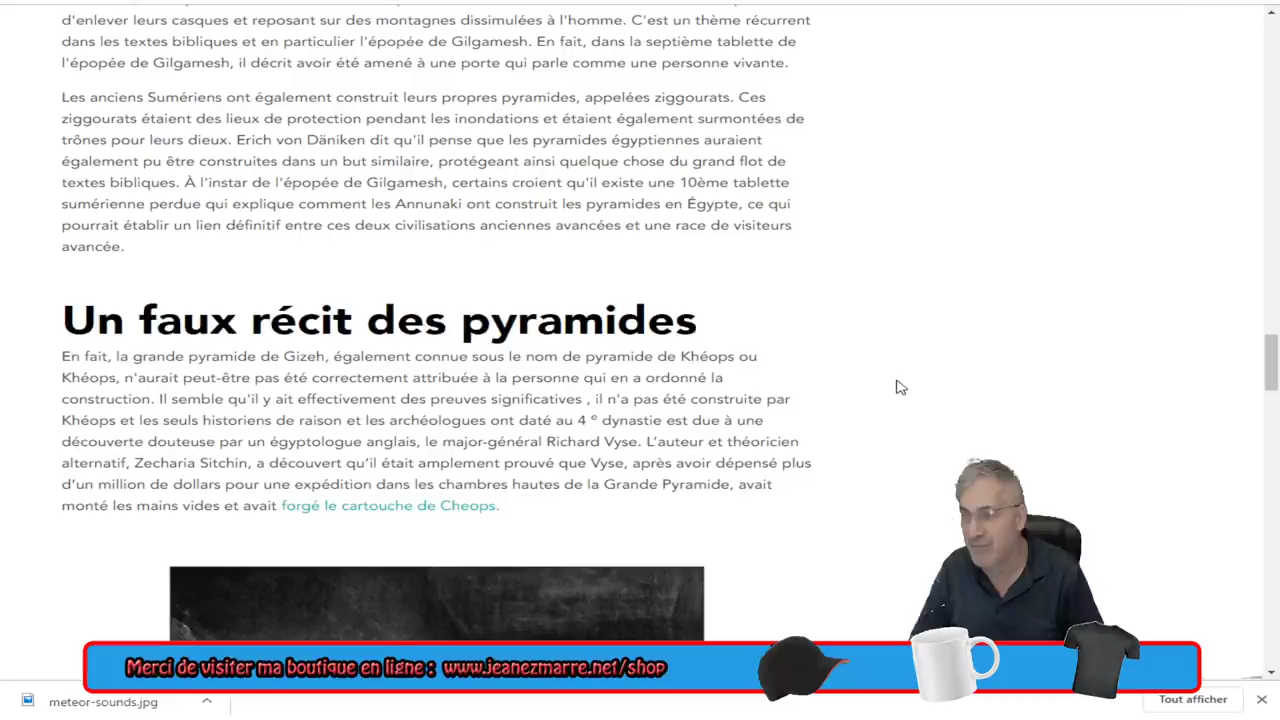 d'enlever leurs casques et reposant sur des montagnes dissimulées à l'homme. C'est un thème récurrent
dans les textes bibliques et en particulier l'épopée de Gilgamesh. En fait, dans la septième tablette de
l'épopée de Gilgamesh, il décrit avoir été amené à une porte qui parle comme une personne vivante.
Les anciens Sumériens ont également construit leurs propres pyramides, appelées ziggourats. Ces
ziggourats étaient des lieux de protection pendant les inondations et étaient également surmontées de
trônes pour leurs dieux. Erich von Däniken dit qu'il pense que les pyramides égyptiennes auraient
également pu être construites dans un but similaire, protégeant ainsi quelque chose du grand flot de
textes bibliques. À l'instar de l'épopée de Gilgamesh, certains croient qu'il existe une 10ème tablette
sumérienne perdue qui explique comment les Annunaki ont construit les pyramides en Égypte, ce qui
pourrait établir un lien définitif entre ces deux civilisations anciennes avancées et une race de visiteurs
avancée.
Un faux récit des pyramides
En fait, la grande pyramide de Gizeh, également connue sous le nom de pyramide de Khéops ou
Khéops, n'aurait peut-être pas été correctement attribuée à la personne qui en a ordonné la
construction. Il semble qu'il y ait effectivement des preuves significatives , il n'a pas été construite par
Khéops et les seuls historiens de raison et les archéologues ont daté au 4 e dynastie est due à une
découverte douteuse par un égyptologue anglais, le major-général Richard Vyse. L’auteur et théoricien
alternatif, Zecharia Sitchin, a découvert qu’il était amplement prouvé que Vyse, après avoir dépensé plus
d’un million de dollars pour une expédition dans les chambres hautes de la Grande Pyramide, avait
monté les mains vides et avait forgé le cartouche de Cheops.
Merci de visiter ma boutique en ligne : www.jeanezmarre.net/shop
meteor-sounds.jpg
Tout afficher